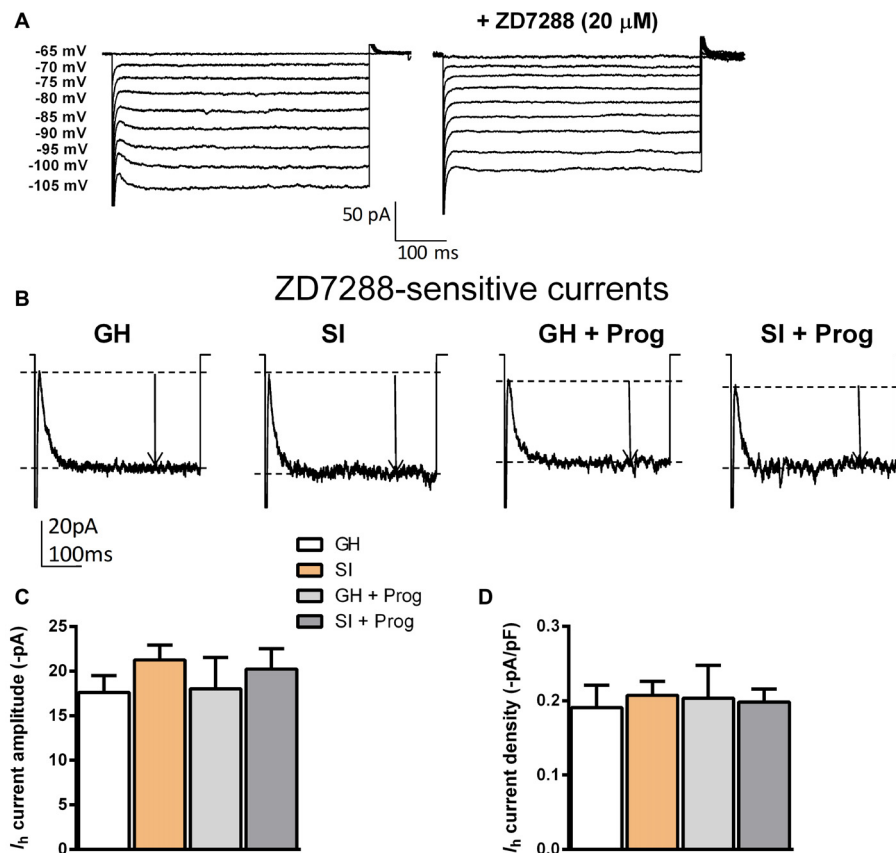 A
+ ZD7288 (20 μM)
-65 mV
-70 mV
-75 mV
-80 mV
-85 mV
-90 mV
-95 mV
-100 mV
-105 mV
50 pA
100 ms
B
ZD7288-sensitive currents
GH
SI
GH + Prog
SI + Prog
20pA
100ms
GH
SI
GH + Prog
SI + Prog
C
Ih current amplitude (-pA)
25
20
15
10
5
0
D
Ih current density (-pA/pF)
0.3
0.2
0.1
0.0